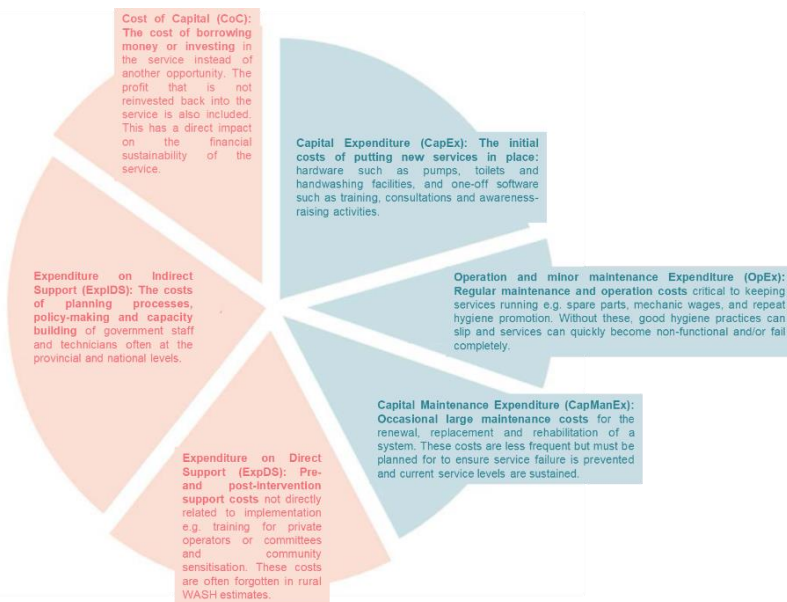 Cost of Capital (CoC):
The cost of borrowing
money or investing in
the service instead of
another opportunity. The
profit that is not
reinvested back into the
service is also included.
This has a direct impact
on the financial
sustainability of the
service.
Capital Expenditure (CapEx): The initial
costs of putting new services in place:
hardware such as pumps, toilets and
handwashing facilities, and one-off software
such as training, consultations and awareness-
raising activities.
Operation and minor maintenance Expenditure (OpEx):
Regular maintenance and operation costs critical to keeping
services running e.g. spare parts, mechanic wages, and repeat
hygiene promotion. Without these, good hygiene practices can
slip and services can quickly become non-functional and/or fail
completely.
Capital Maintenance Expenditure (CapManEx):
Occasional large maintenance costs for the
renewal, replacement and rehabilitation of a
system. These costs are less frequent but must be
planned for to ensure service failure is prevented
and current service levels are sustained.
Expenditure on Direct
Support (ExpDS): Pre-
and post-intervention
support costs not directly
related to implementation
e.g. training for private
operators or committees
and community
sensitisation. These costs
are often forgotten in rural
WASH estimates.
Expenditure on Indirect
Support (ExpIDS): The costs
of planning processes,
policy-making and capacity
building of government staff
and technicians often at the
provincial and national levels.